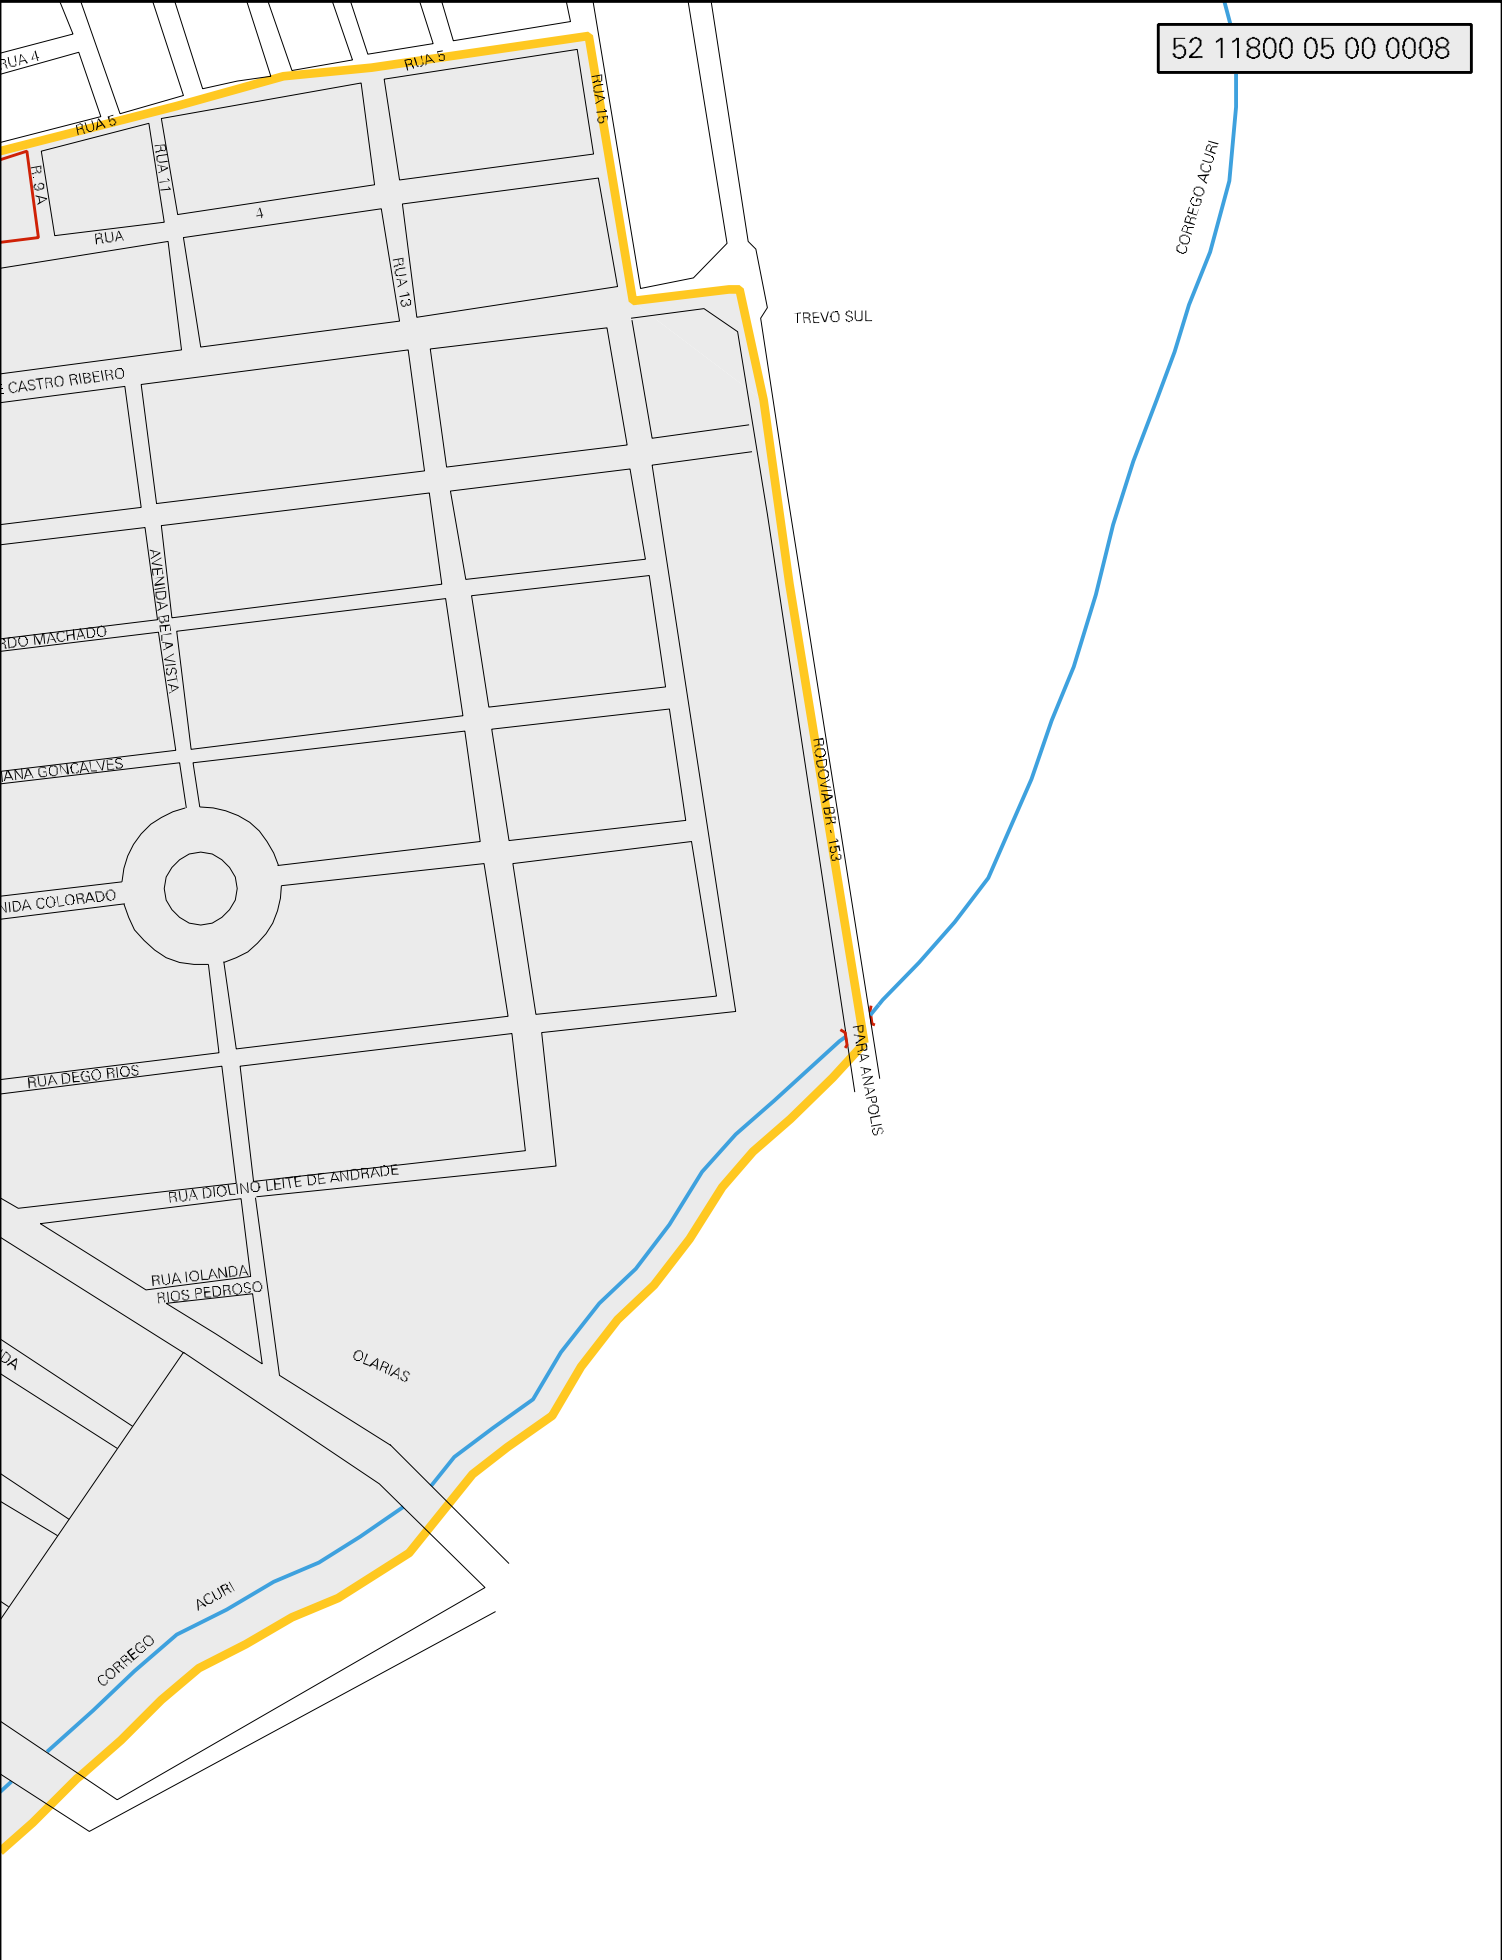 52 11800 05 00 0008
RUA 4
RUA 5
RUA 5
RUA 15
R. 9 A
RUA 11
RUA
4
RUA 13
CORREGO ACURI
TREVO SUL
E CASTRO RIBEIRO
AVENIDA BELA VISTA
RDO MACHADO
IANA GONCALVES
RODOVIA BR - 153
NIDA COLORADO
PARA ANAPOLIS
RUA DEGO RIOS
RUA DIOLINO LEITE DE ANDRADE
RUA IOLANDA
RIOS PEDROSO
DA
OLARIAS
ACURI
CORREGO